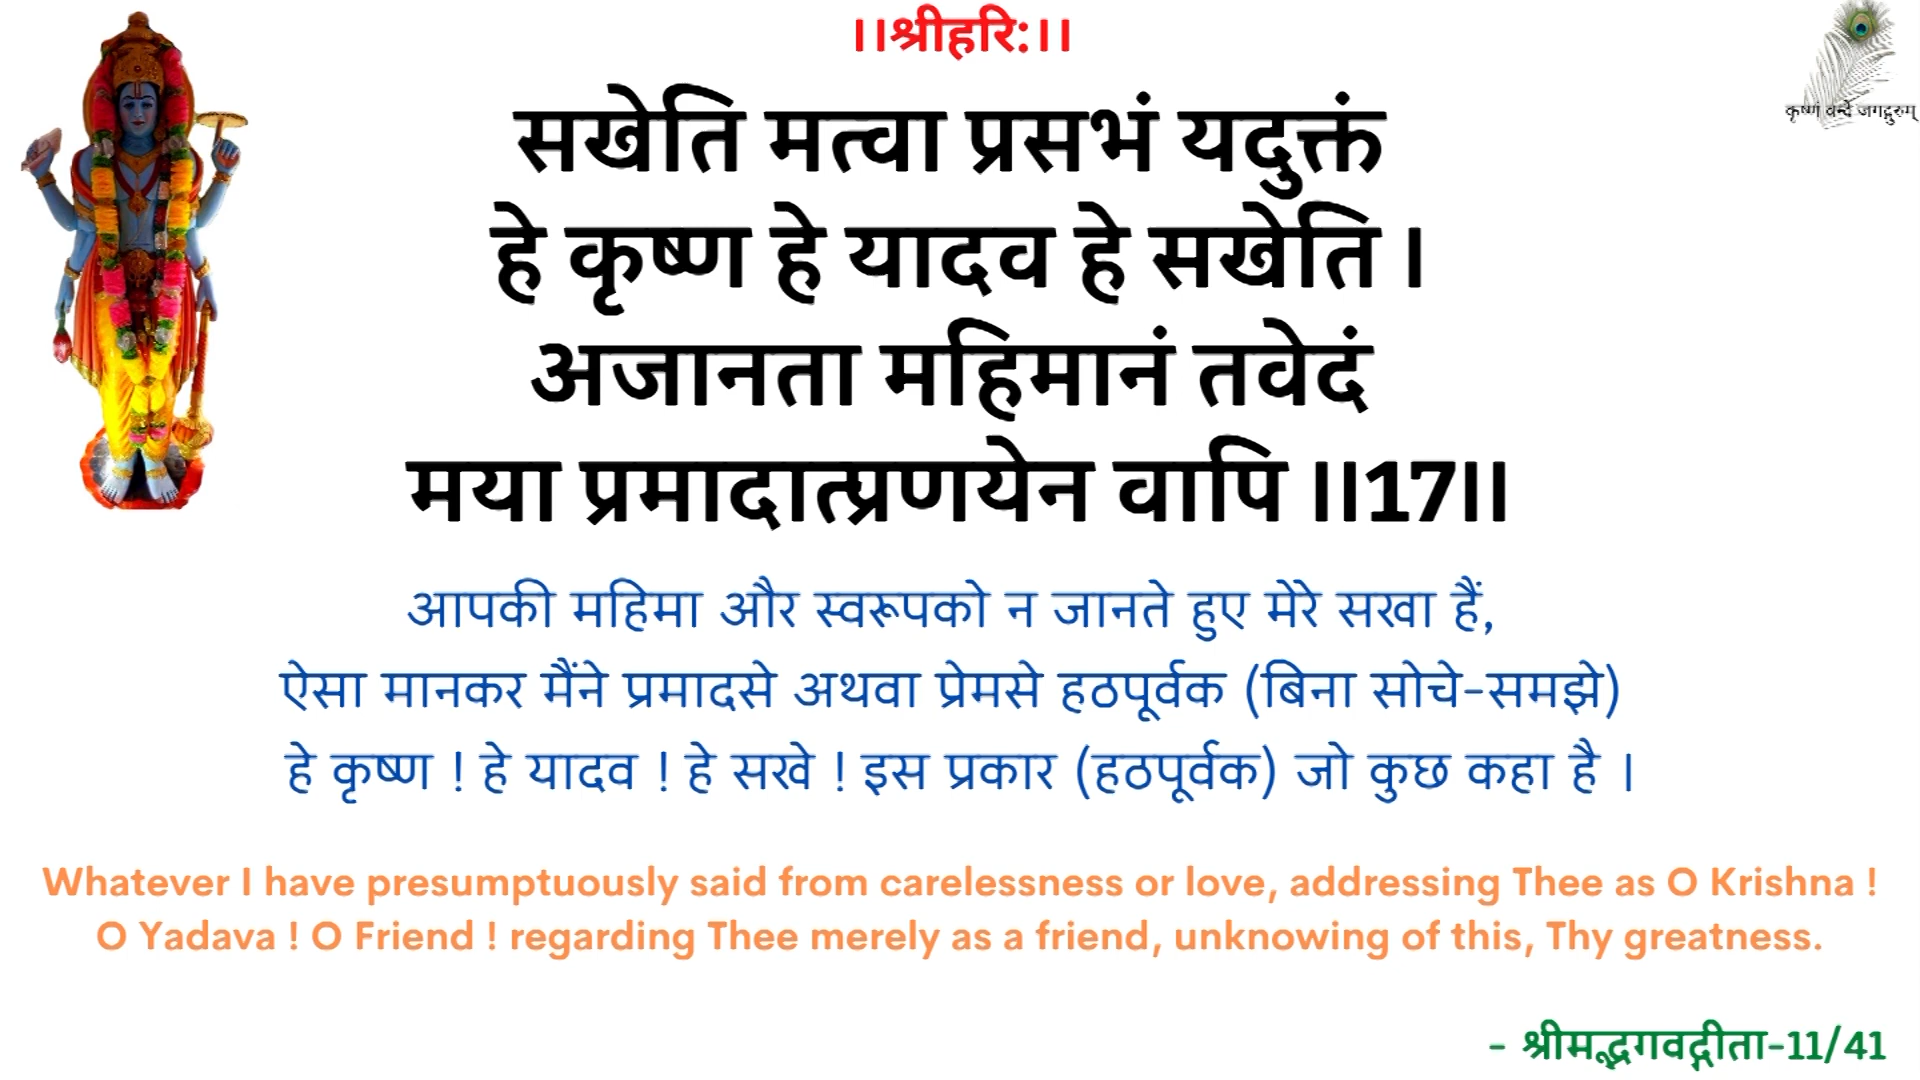 ।।श्रीहरि:।।
कृष्णं वन्दे जगद्गुरुम्
सखेति मत्वा प्रसभं यदुक्तं
हे कृष्ण हे यादव हे सखेति ।
अजानता महिमानं तवेदं
मया प्रमादात्प्रणयेन वापि ।।17।।
आपकी महिमा और स्वरूपको न जानते हुए मेरे सखा हैं,
ऐसा मानकर मैंने प्रमादसे अथवा प्रेमसे हठपूर्वक (बिना सोचे-समझे)
हे कृष्ण ! हे यादव ! हे सखे ! इस प्रकार (हठपूर्वक) जो कुछ कहा है ।
Whatever I have presumptuously said from carelessness or love, addressing Thee as O Krishna !
O Yadava ! O Friend ! regarding Thee merely as a friend, unknowing of this, Thy greatness.
- श्रीमद्भगवद्गीता-11/41